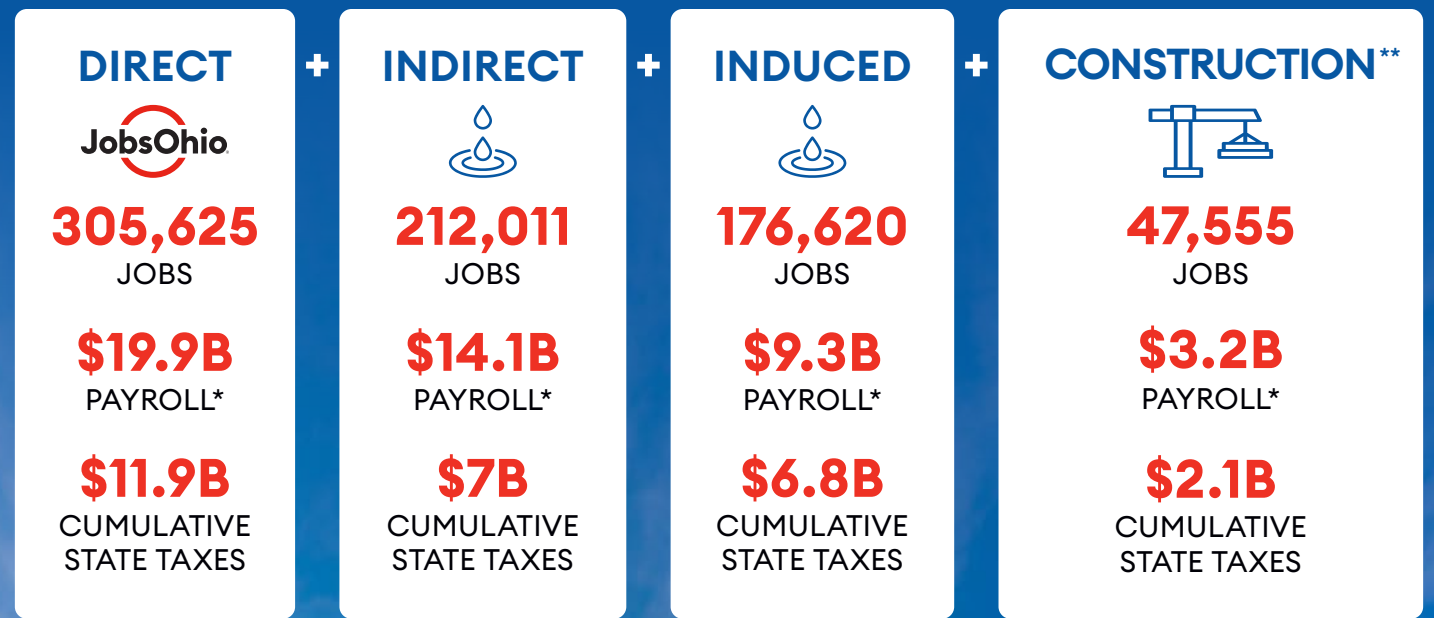 DIRECT
JobsOhio
305,625
JOBS
$19.9B
PAYROLL*
$11.9B
CUMULATIVE
STATE TAXES
+
INDIRECT
212,011
JOBS
$14.1B
PAYROLL*
$7B
CUMULATIVE
STATE TAXES
+
INDUCED
176,620
JOBS
$9.3B
PAYROLL*
$6.8B
CUMULATIVE
STATE TAXES
+
CONSTRUCTION**
47,555
JOBS
$3.2B
PAYROLL*
$2.1B
CUMULATIVE
STATE TAXES